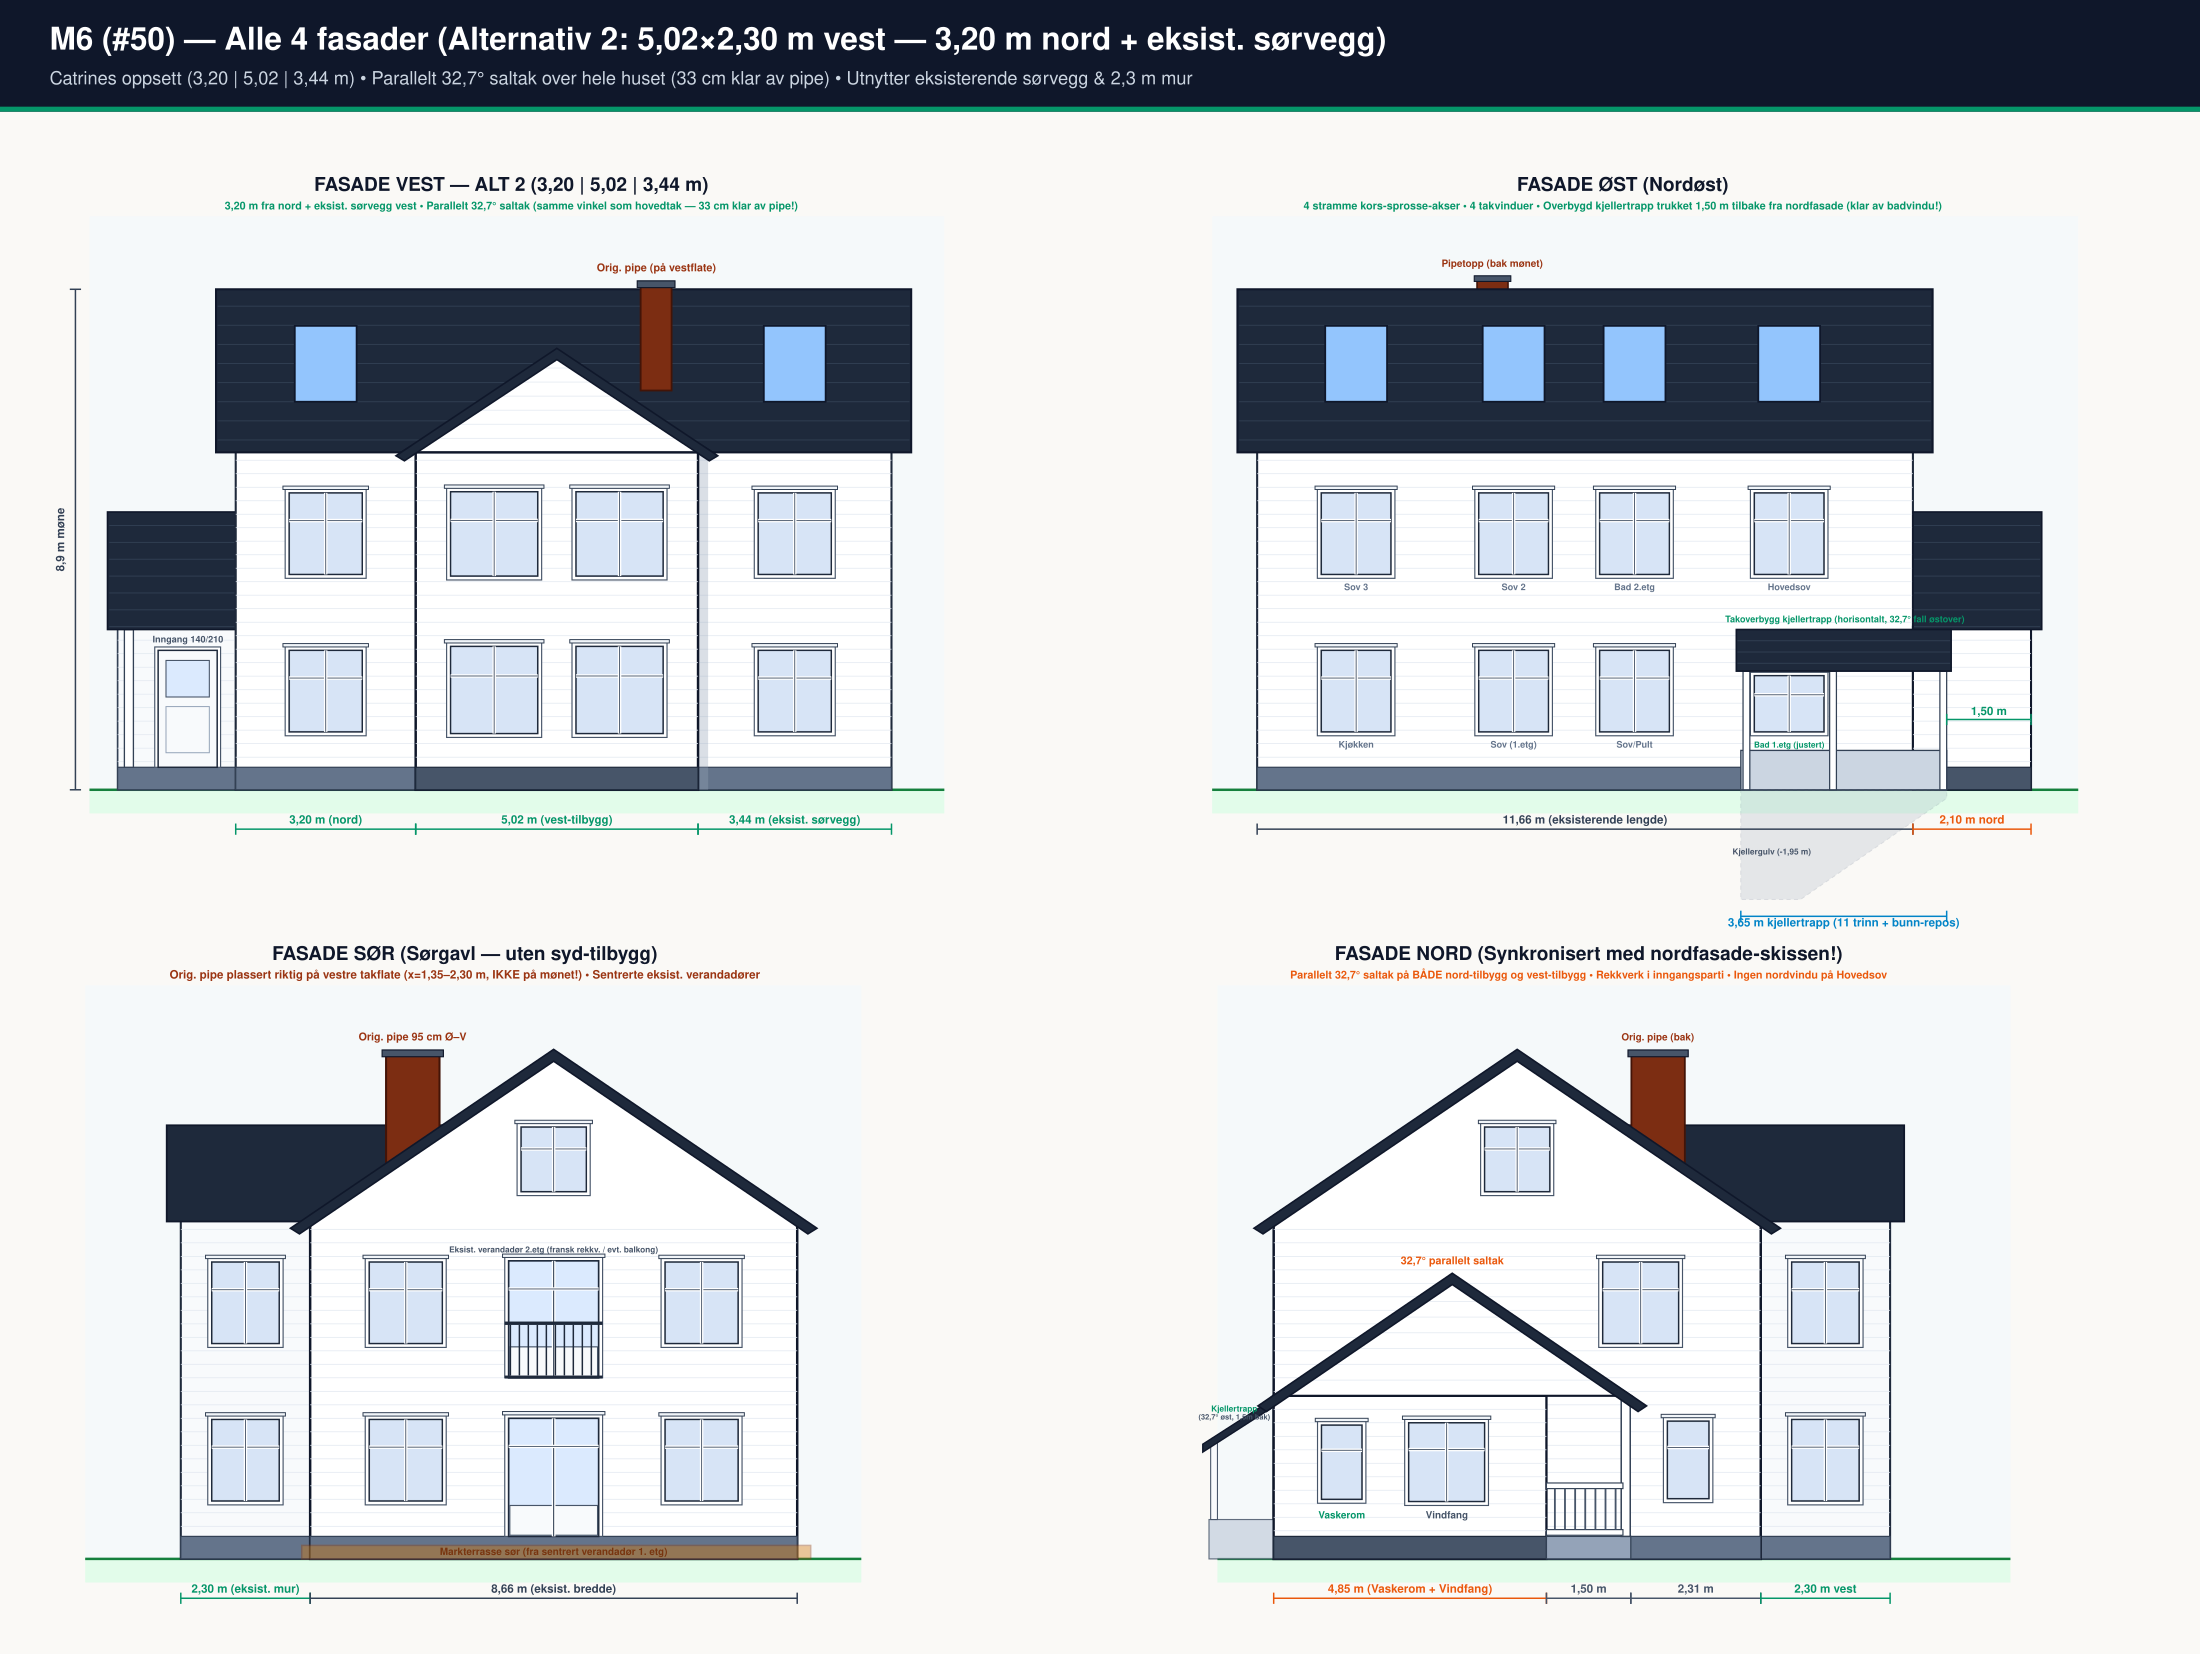 M6 (#50) — Alle 4 fasader (Alternativ 2: 5,02×2,30 m vest — 3,20 m nord + eksist. sørvegg)
Catrines oppsett (3,20 | 5,02 | 3,44 m) • Parallelt 32,7° saltak over hele huset (33 cm klar av pipe) • Utnytter eksisterende sørvegg & 2,3 m mur
FASADE VEST — ALT 2 (3,20 | 5,02 | 3,44 m)
3,20 m fra nord + eksist. sørvegg vest • Parallelt 32,7° saltak (samme vinkel som hovedtak — 33 cm klar av pipe!)
Orig. pipe (på vestflate)
8,9 m møne
Inngang 140/210
3,20 m (nord)
5,02 m (vest-tilbygg)
3,44 m (eksist. sørvegg)
FASADE ØST (Nordøst)
4 stramme kors-sprosse-akser • 4 takvinduer • Overbygd kjellertrapp trukket 1,50 m tilbake fra nordfasade (klar av badvindu!)
Pipetopp (bak mønet)
Sov 3
Sov 2
Bad 2.etg
Hovedsov
Takoverbygg kjellertrapp (horisontalt, 32,7° fall østover)
1,50 m
Kjøkken
Sov (1.etg)
Sov/Pult
Bad 1.etg (justert)
11,66 m (eksisterende lengde)
2,10 m nord
Kjellergulv (-1,95 m)
3,65 m kjellertrapp (11 trinn + bunn-repos)
FASADE SØR (Sørgavl — uten syd-tilbygg)
Orig. pipe plassert riktig på vestre takflate (x=1,35–2,30 m, IKKE på mønet!) • Sentrerte eksist. verandadører
Orig. pipe 95 cm Ø–V
Eksist. verandadør 2.etg (fransk rekkv. / evt. balkong)
Markterrasse sør (fra sentrert verandadør 1. etg)
2,30 m (eksist. mur)
8,66 m (eksist. bredde)
FASADE NORD (Synkronisert med nordfasade-skissen!)
Parallelt 32,7° saltak på BÅDE nord-tilbygg og vest-tilbygg • Rekkverk i inngangsparti • Ingen nordvindu på Hovedsov
Orig. pipe (bak)
32,7° parallelt saltak
Kjellertrapp
(32,7° øst, bak)
Vaskerom
Vindfang
4,85 m (Vaskerom + Vindfang)
1,50 m
2,31 m
2,30 m vest